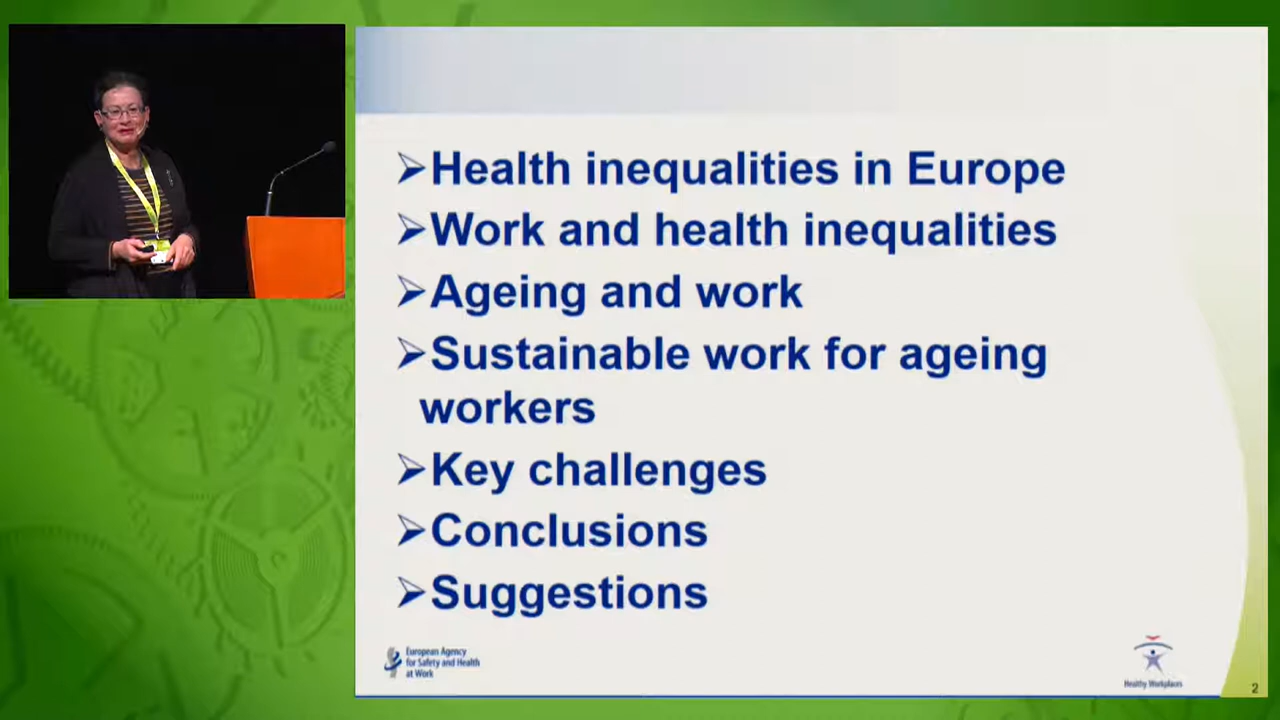 ➢Health inequalities in Europe
➢Work and health inequalities
➢Ageing and work
➢Sustainable work for ageing
workers
➢Key challenges
➢Conclusions
➢Suggestions
European Agency
for Safety and Health
at Work
Healthy Workplaces
2